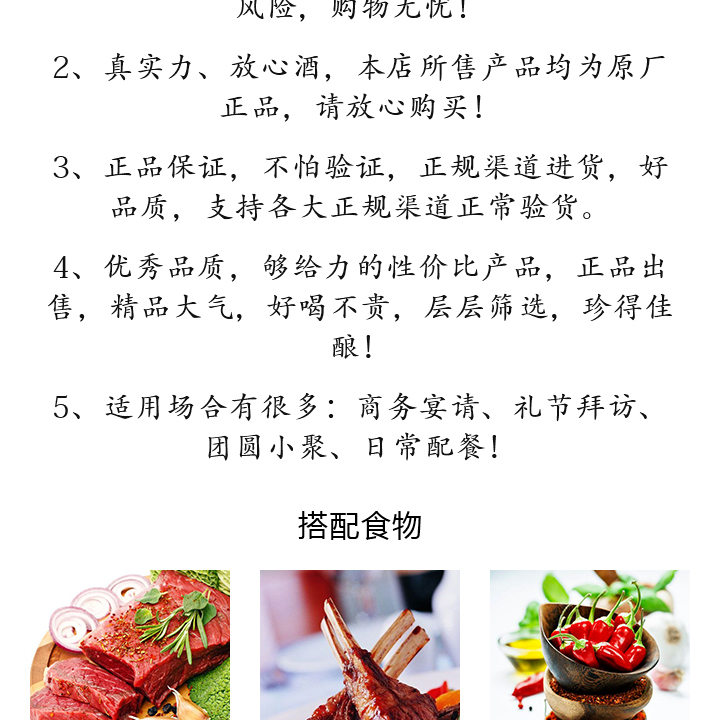 风险，购物无忧！
2、真实力、放心酒，本店所售产品均为原厂
正品，请放心购买！
3、正品保证，不怕验证，正规渠道进货，好
品质，支持各大正规渠道正常验货。
4、优秀品质，够给力的性价比产品，正品出
售，精品大气，好喝不贵，层层筛选，珍得佳
酿！
5、适用场合有很多：商务宴请、礼节拜访、
团圆小聚、日常配餐！
搭配食物